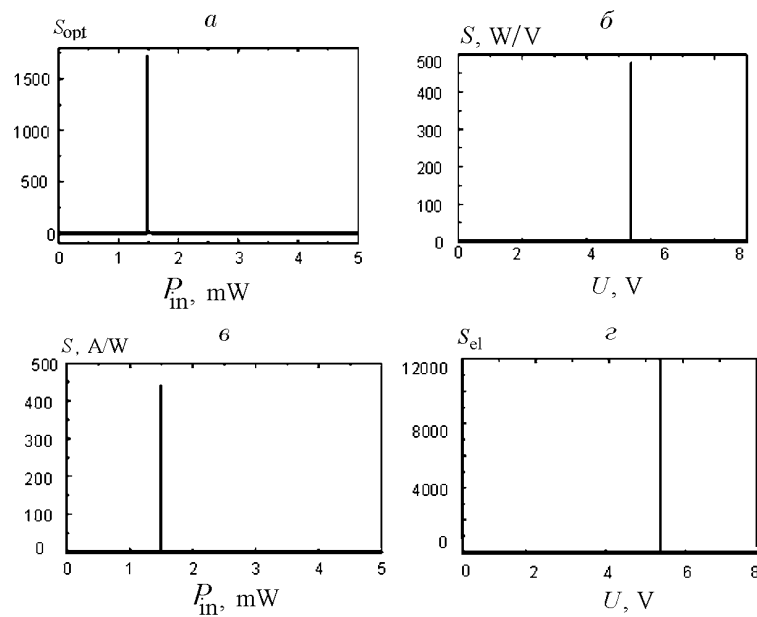 S_opt
а
1500
1000
500
0
0 1 2 3 4 5
P_in, mW
S, W/V
б
500
400
300
200
100
0
0 2 4 6 8
U, V
S, A/W
в
500
400
300
200
100
0
0 1 2 3 4 5
P_in, mW
S_el
г
12000
8000
4000
0
0 2 4 6 8
U, V